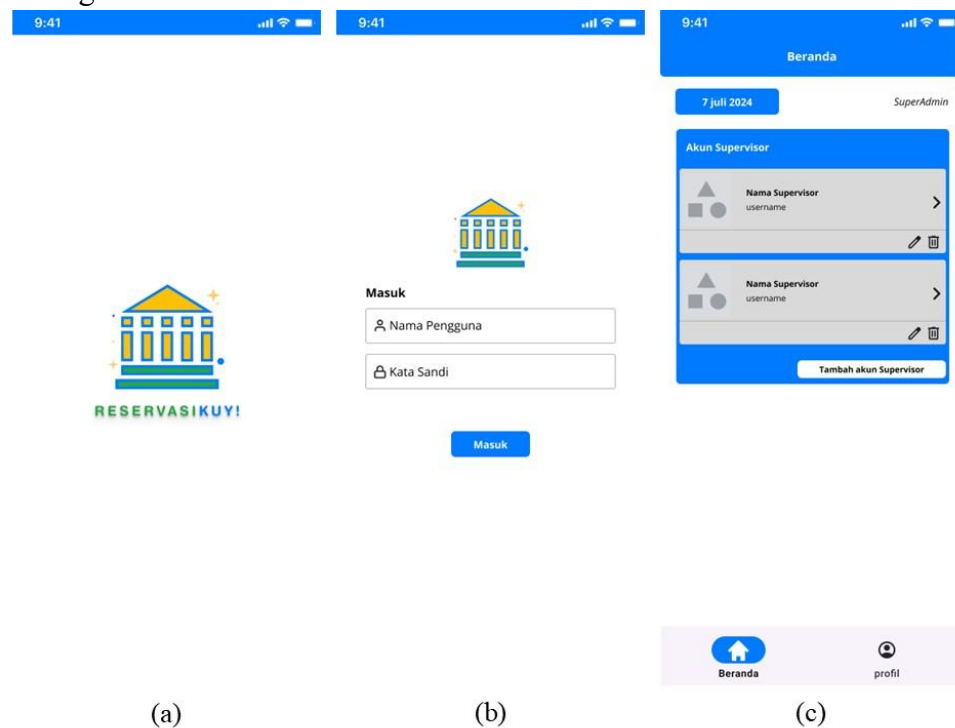 9:41
RESERVASIKUY!
(a)
9:41
Masuk
Nama Pengguna
Kata Sandi
Masuk
(b)
9:41
Beranda
7 juli 2024
SuperAdmin
Akun Supervisor
Nama Supervisor
username
Nama Supervisor
username
Tambah akun Supervisor
Beranda
profil
(c)